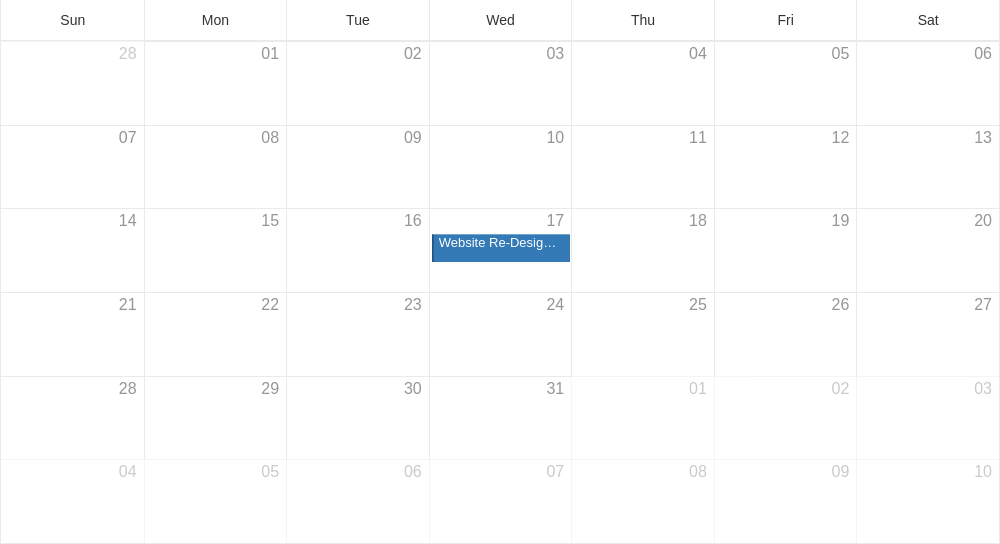 Sun Mon Tue Wed Thu Fri Sat
28 01 02 03 04 05 06
07 08 09 10 11 12 13
14 15 16 17 18 19 20
Website Re-Desig…
21 22 23 24 25 26 27
28 29 30 31 01 02 03
04 05 06 07 08 09 10